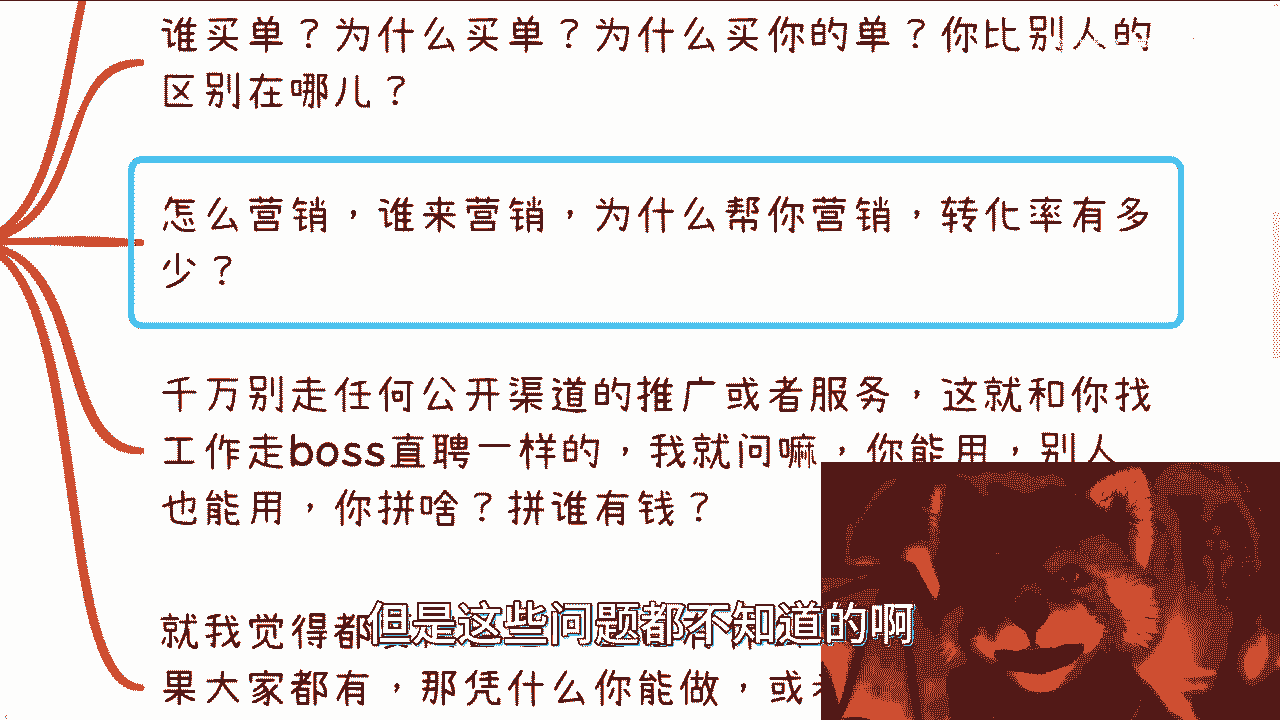 谁买单？为什么买单？为什么买你的单？你比别人的
区别在哪儿？
怎么营销，谁来营销，为什么帮你营销，转化率有多
少？
千万别走任何公开渠道的推广或者服务，这就和你找
工作走boss直聘一样的，我就问嘛，你能用，别人
也能用，你拼啥？拼谁有钱？
就我觉得都
但是这些问题都不知道的啊
果大家都有，那凭什么你能做，或